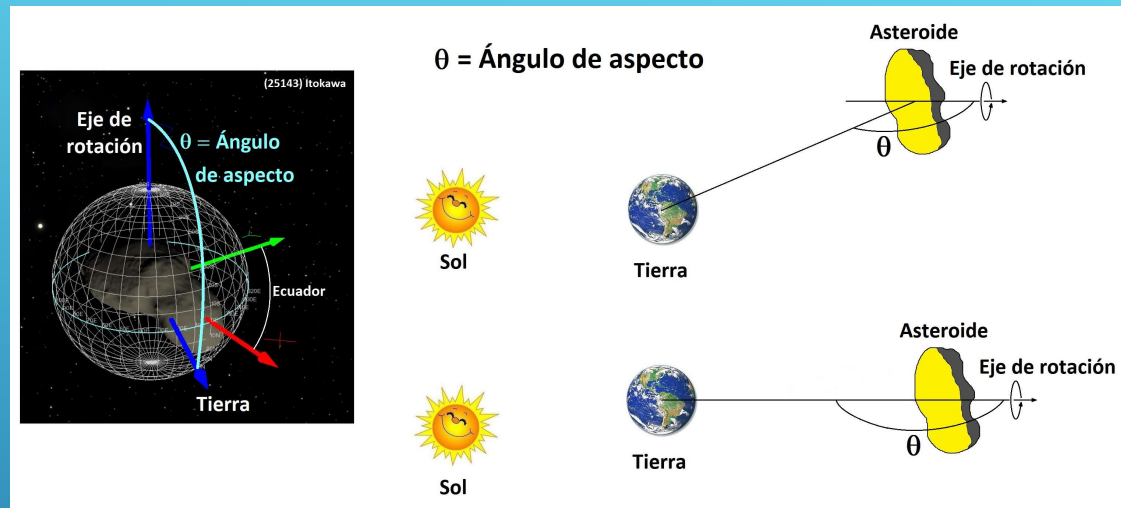 θ = Ángulo de aspecto
(25143) Itokawa
Eje de
rotación
θ = Ángulo
de aspecto
Ecuador
Tierra
Asteroide
Eje de rotación
θ
Sol
Tierra
Asteroide
Eje de rotación
θ
Sol
Tierra